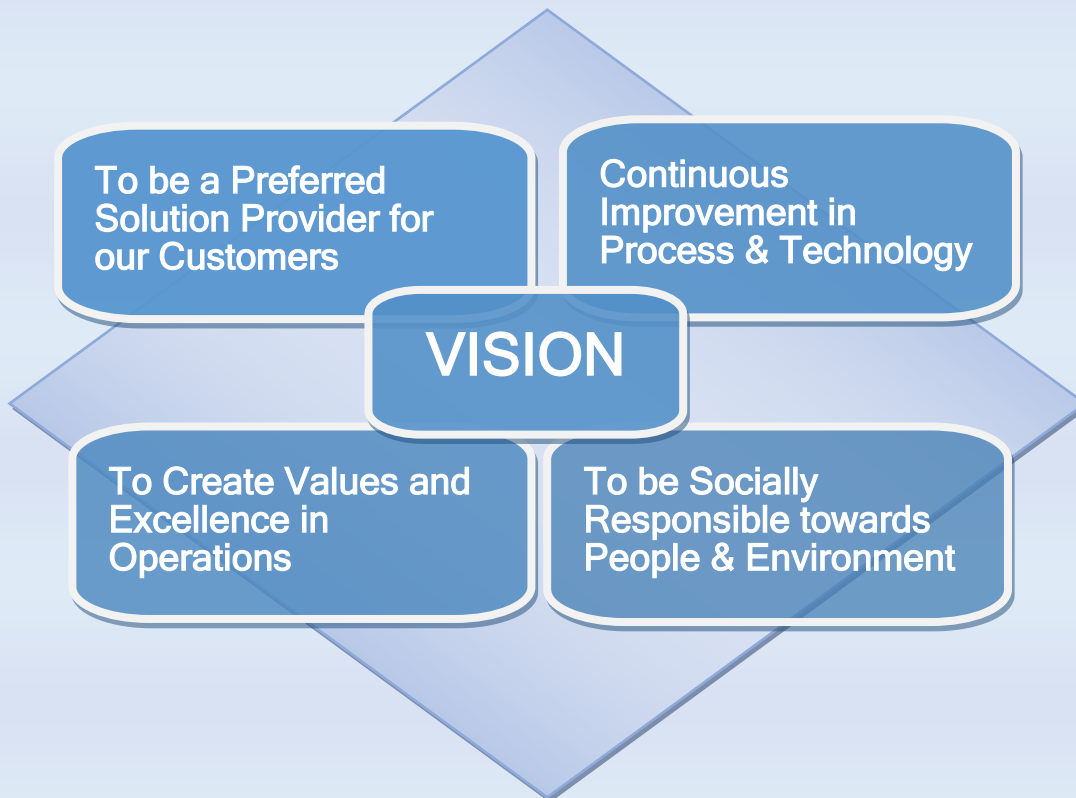 To be a Preferred
Solution Provider for
our Customers
Continuous
Improvement in
Process & Technology
VISION
To Create Values and
Excellence in
Operations
To be Socially
Responsible towards
People & Environment